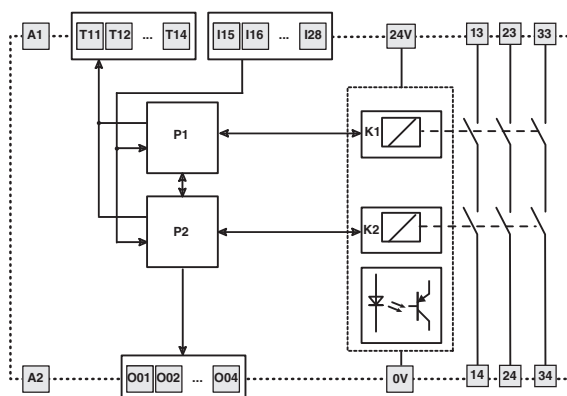 A1 T11 T12 ... T14 I15 I16 ... I28 24V 13 23 33
P1 K1
P2 K2
A2 O01 O02 ... O04 0V 14 24 34